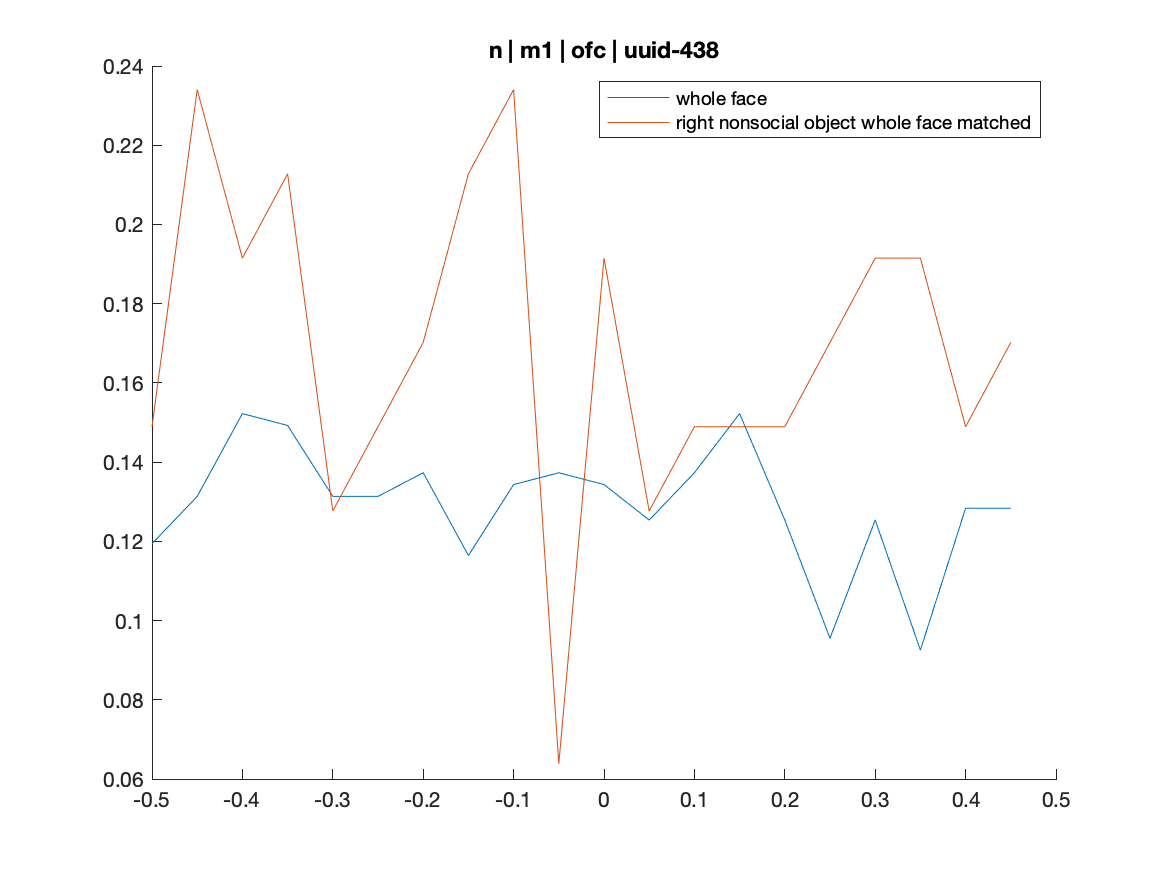 n | m1 | ofc | uuid-438
whole face
right nonsocial object whole face matched
0.24
0.22
0.2
0.18
0.16
0.14
0.12
0.1
0.08
0.06
-0.5 -0.4 -0.3 -0.2 -0.1 0 0.1 0.2 0.3 0.4 0.5